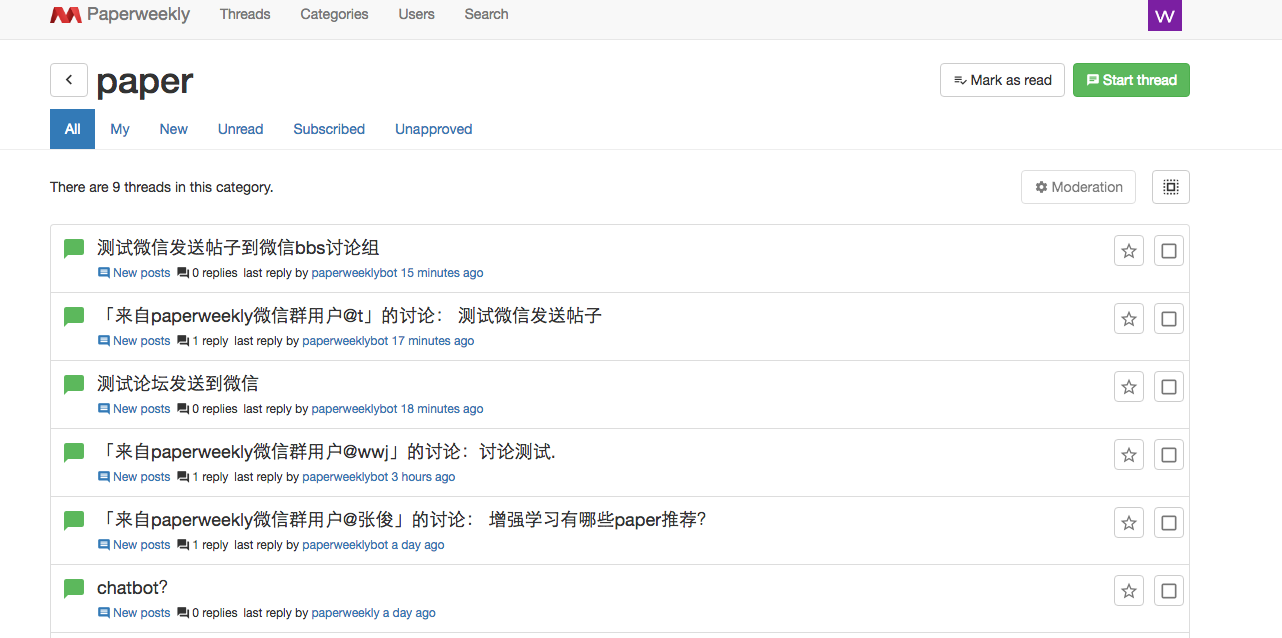 Paperweekly Threads Categories Users Search W
paper Mark as read Start thread
All My New Unread Subscribed Unapproved
There are 9 threads in this category. Moderation
测试微信发送帖子到微信bbs讨论组
New posts 0 replies last reply by paperweeklybot 15 minutes ago
「来自paperweekly微信群用户@t」的讨论： 测试微信发送帖子
New posts 1 reply last reply by paperweeklybot 17 minutes ago
测试论坛发送到微信
New posts 0 replies last reply by paperweeklybot 18 minutes ago
「来自paperweekly微信群用户@wwj」的讨论：讨论测试.
New posts 1 reply last reply by paperweeklybot 3 hours ago
「来自paperweekly微信群用户@张俊」的讨论： 增强学习有哪些paper推荐?
New posts 1 reply last reply by paperweeklybot a day ago
chatbot?
New posts 0 replies last reply by paperweekly a day ago